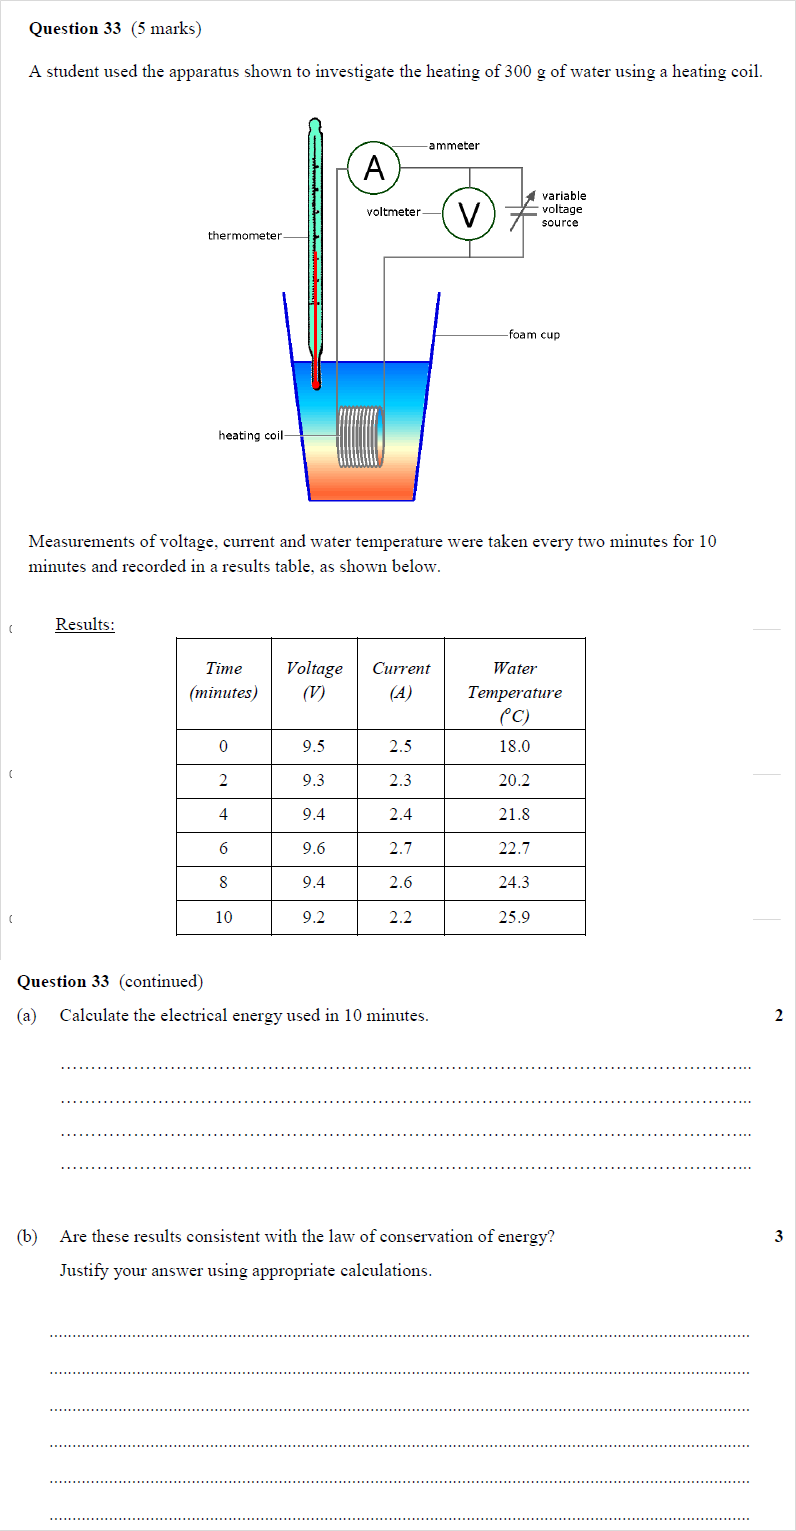 Question 33 (5 marks)
A student used the apparatus shown to investigate the heating of 300 g of water using a heating coil.
ammeter
A
variable
voltage
source
voltmeter
V
thermometer
foam cup
heating coil
Measurements of voltage, current and water temperature were taken every two minutes for 10
minutes and recorded in a results table, as shown below.
Results:
Time (minutes) Voltage (V) Current (A) Water Temperature (°C)
0 9.5 2.5 18.0
2 9.3 2.3 20.2
4 9.4 2.4 21.8
6 9.6 2.7 22.7
8 9.4 2.6 24.3
10 9.2 2.2 25.9
Question 33 (continued)
(a) Calculate the electrical energy used in 10 minutes. 2
(b) Are these results consistent with the law of conservation of energy? 3
Justify your answer using appropriate calculations.